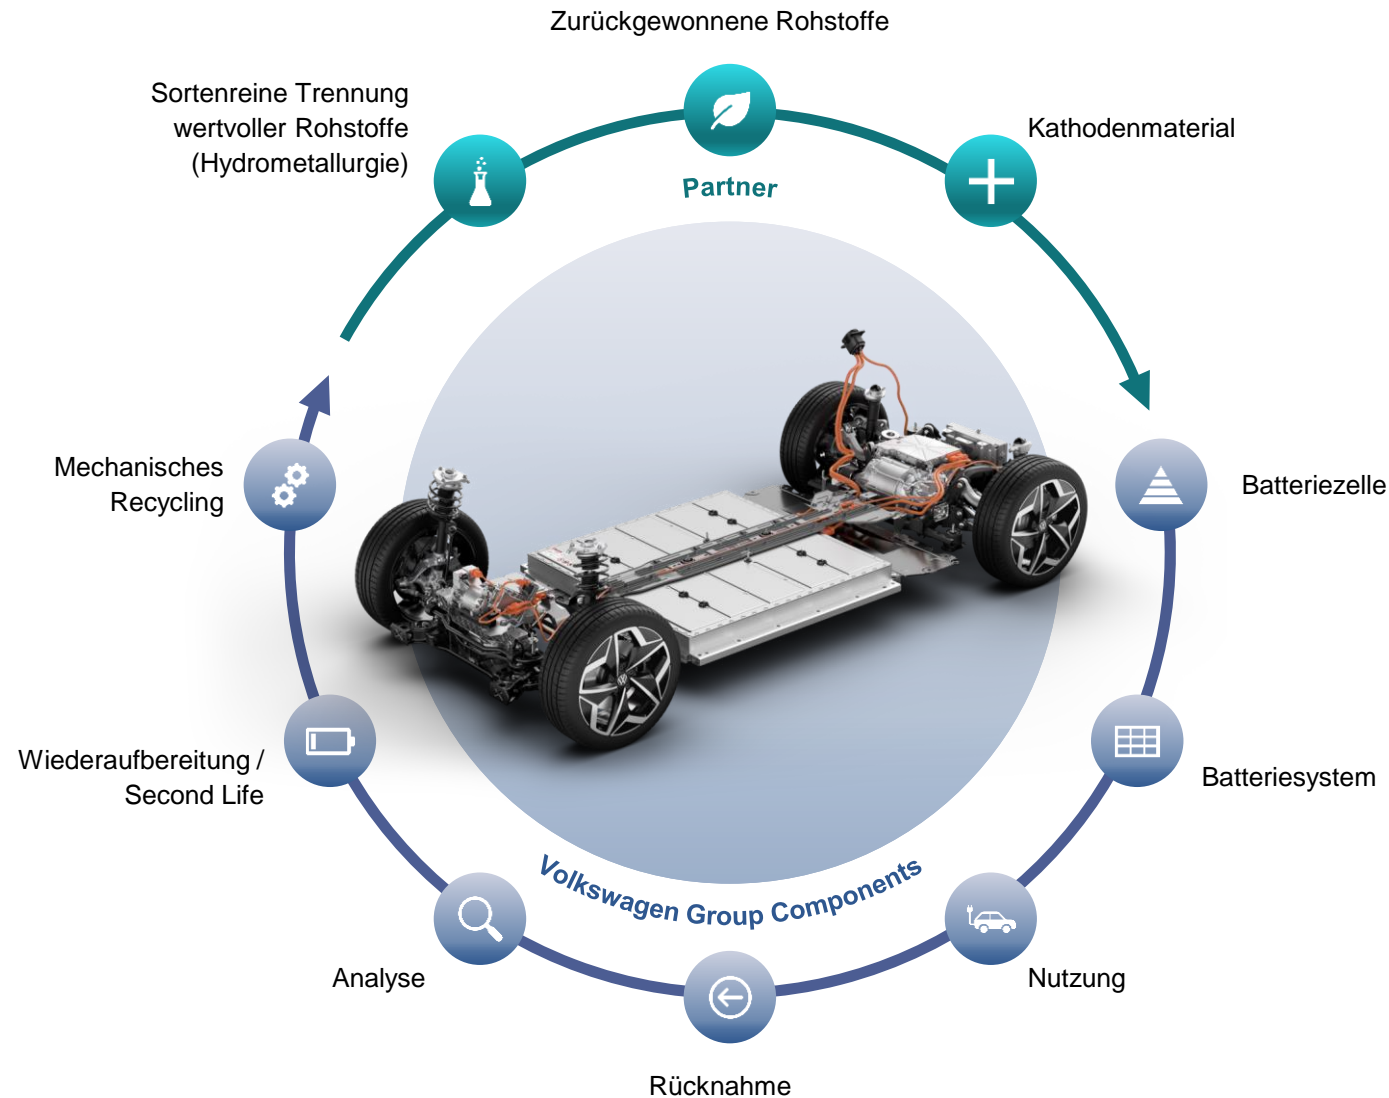 Zurückgewonnene Rohstoffe
Sortenreine Trennung
wertvoller Rohstoffe
(Hydrometallurgie)
Kathodenmaterial
Partner
Mechanisches
Recycling
Batteriezelle
Wiederaufbereitung /
Second Life
Batteriesystem
Volkswagen Group Components
Analyse
Nutzung
Rücknahme